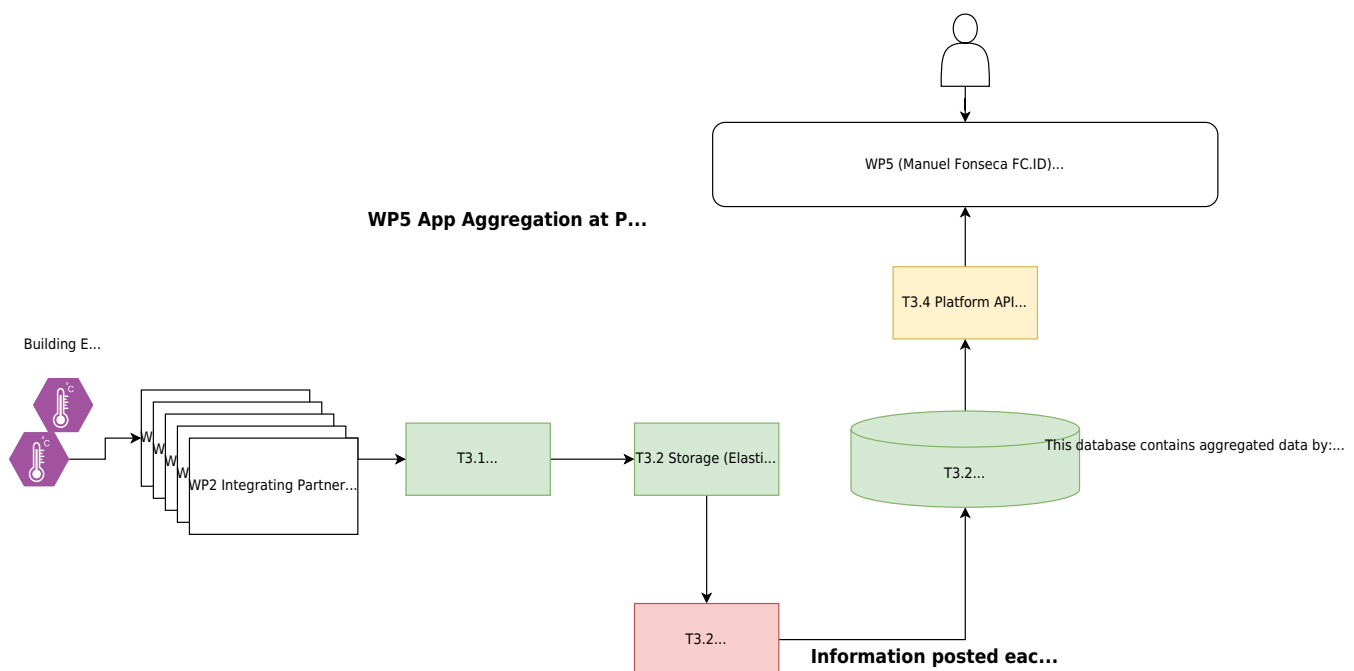 WP5 (Manuel Fonseca FC.ID)...
WP5 App Aggregation at P...
T3.4 Platform API...
Building E...
°C
°C
W
W
W
W
WP2 Integrating Partner...
T3.1...
T3.2 Storage (Elasti...
T3.2...
This database contains aggregated data by:...
T3.2...
Information posted eac...